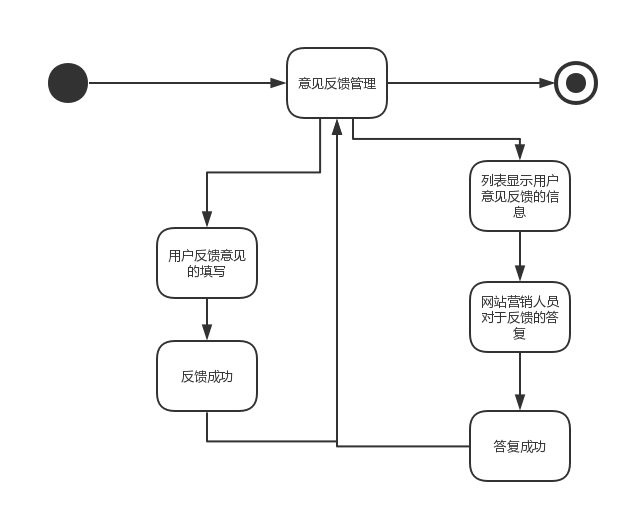 意见反馈管理
列表显示用户
意见反馈的信
息
用户反馈意见
的填写
网站营销人员
对于反馈的答
复
反馈成功
答复成功